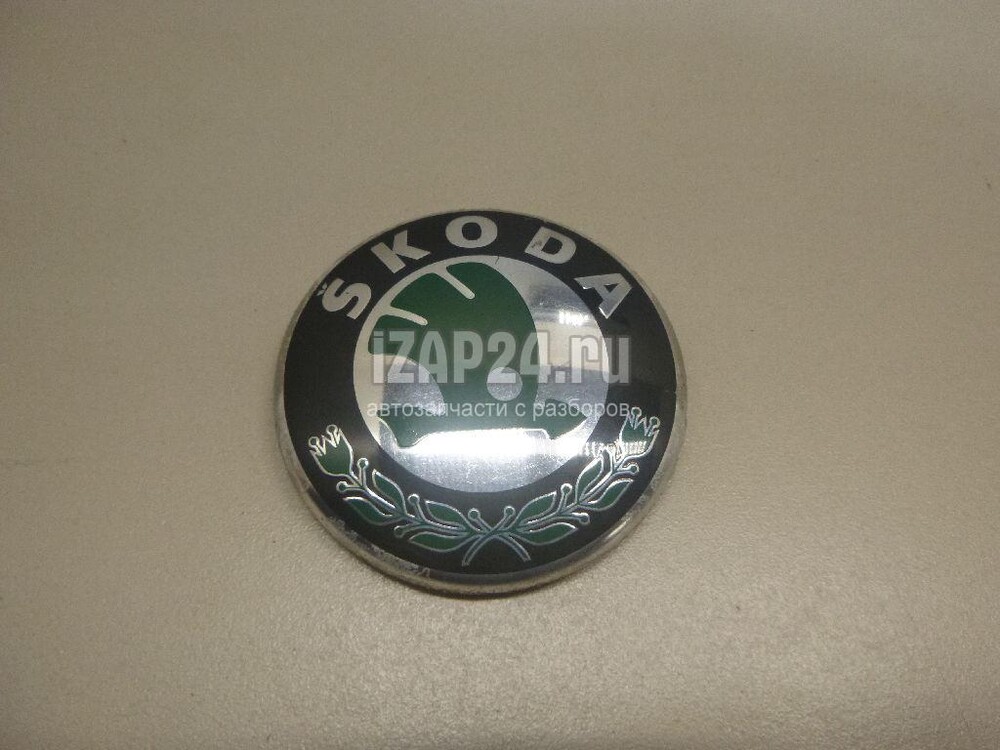 ŠKODA
iZAP24.ru
автозапчасти с разборов